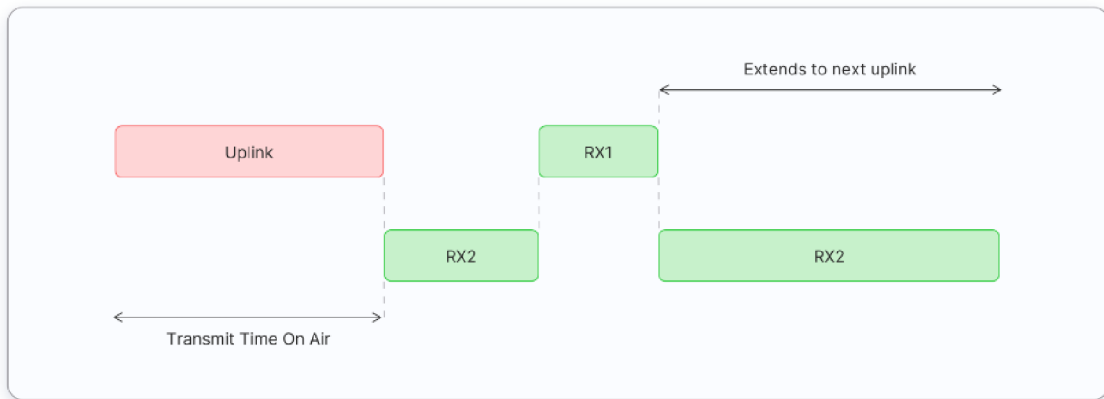 Extends to next uplink
Uplink
RX1
RX2
RX2
Transmit Time On Air